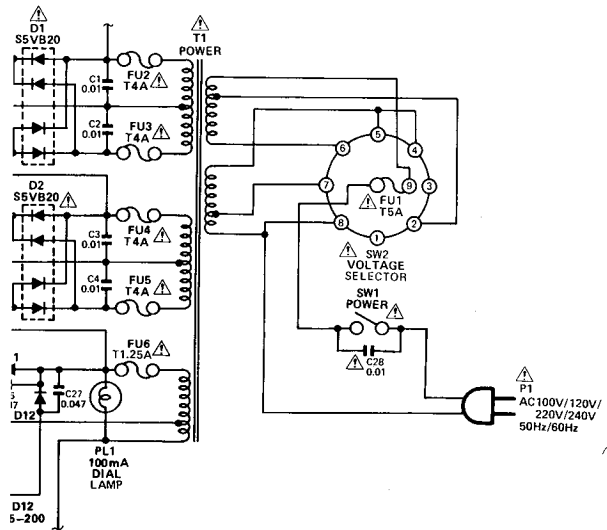 D1
S5VB20
FU2
T4A
C1
0.01
C2
0.01
FU3
T4A
T1
POWER
D2
S5VB20
FU4
T4A
C3
0.01
C4
0.01
FU5
T4A
FU6
T1.25A
1
C27
0.047
D12
PL1
100mA
DIAL
LAMP
D12
5-200
5
4
6
7
9
3
FU1
T5A
8
2
1
SW2
VOLTAGE
SELECTOR
SW1
POWER
C28
0.01
P1
AC100V/120V/
220V/240V
50Hz/60Hz